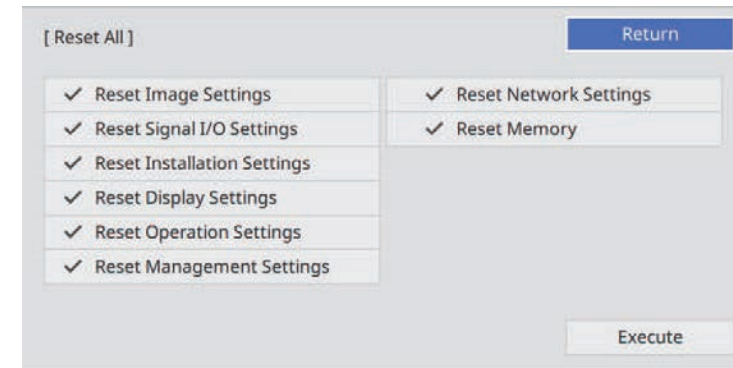 [ Reset All ]
Return
✓ Reset Image Settings
✓ Reset Signal I/O Settings
✓ Reset Installation Settings
✓ Reset Display Settings
✓ Reset Operation Settings
✓ Reset Management Settings
✓ Reset Network Settings
✓ Reset Memory
Execute